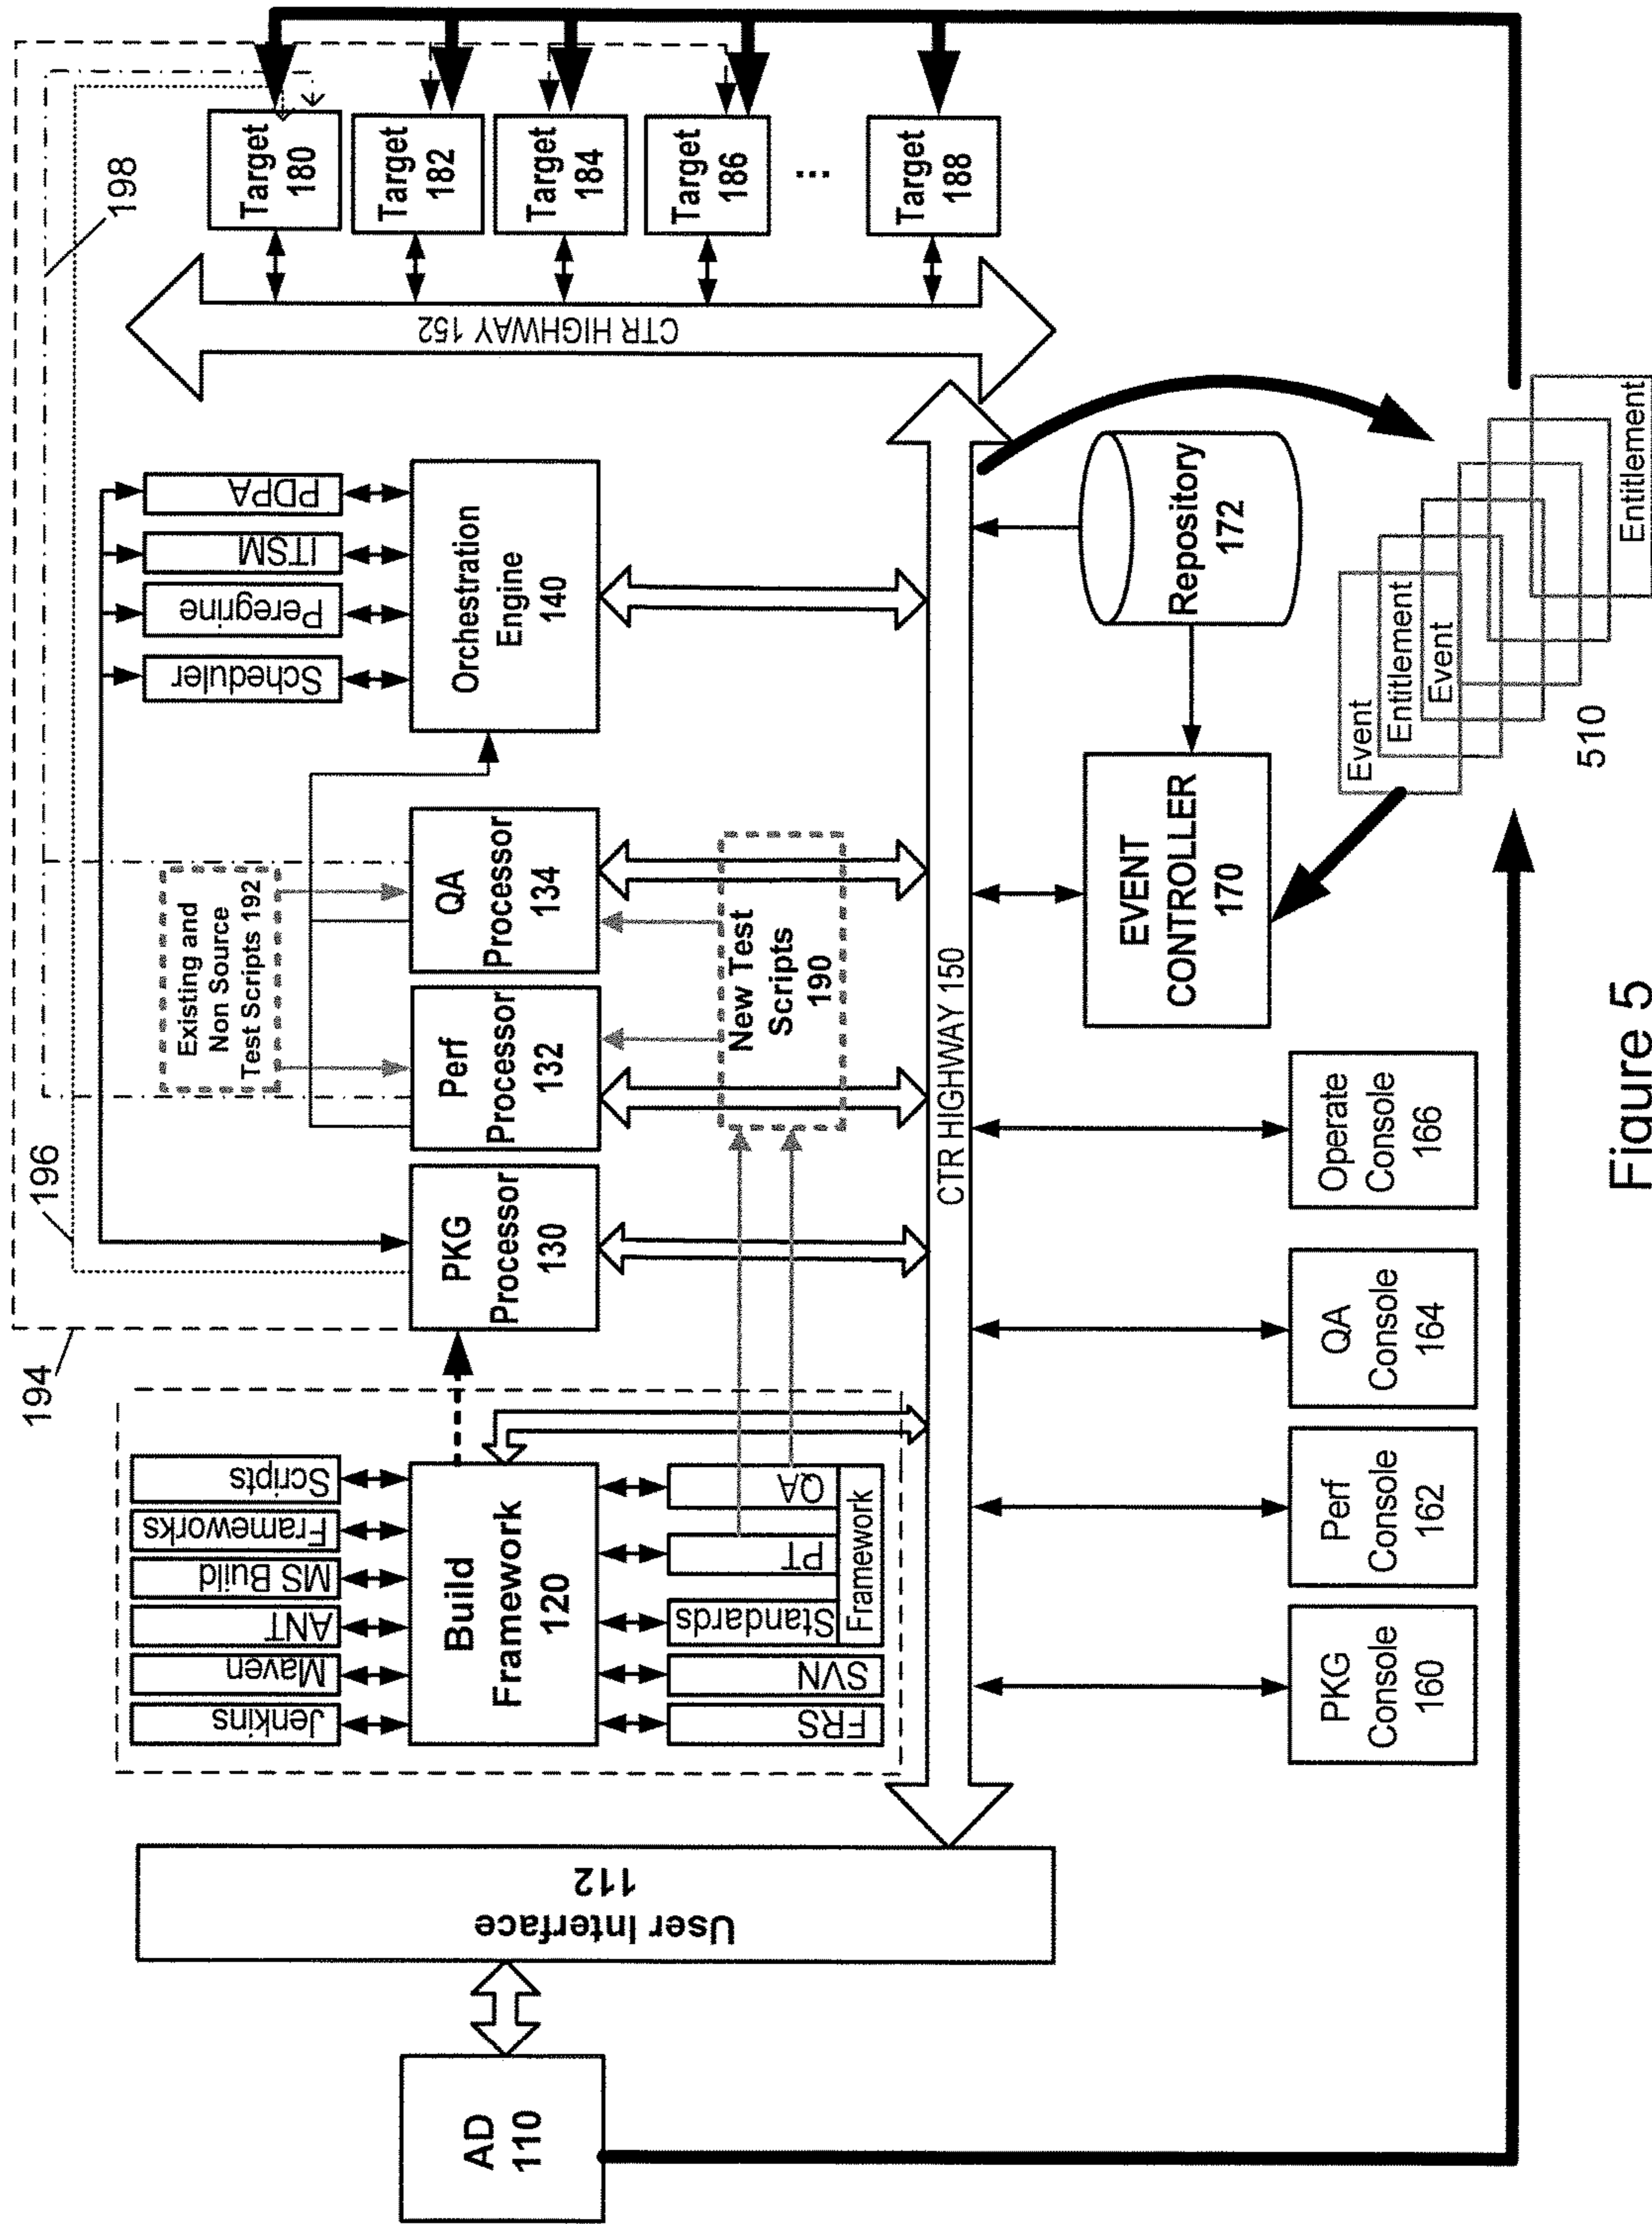 194
196
198
AD
110
User Interface
112
Jenkins
Maven
ANT
MS Build
Frameworks
Scripts
Build
Framework
120
FRS
SVN
Standards
PT
QA
Framework
PKG
Processor
130
Perf
Processor
132
QA
Processor
134
Existing and
Non Source
Test Scripts 192
New Test
Scripts
190
Scheduler
Peregrine
ITSM
PDPA
Orchestration
Engine
140
CTR HIGHWAY 150
CTR HIGHWAY 152
Target
180
Target
182
Target
184
Target
186
...
Target
188
PKG
Console
160
Perf
Console
162
QA
Console
164
Operate
Console
166
EVENT
CONTROLLER
170
Repository
172
Event
Entitlement
Event
Entitlement
510
Figure 5